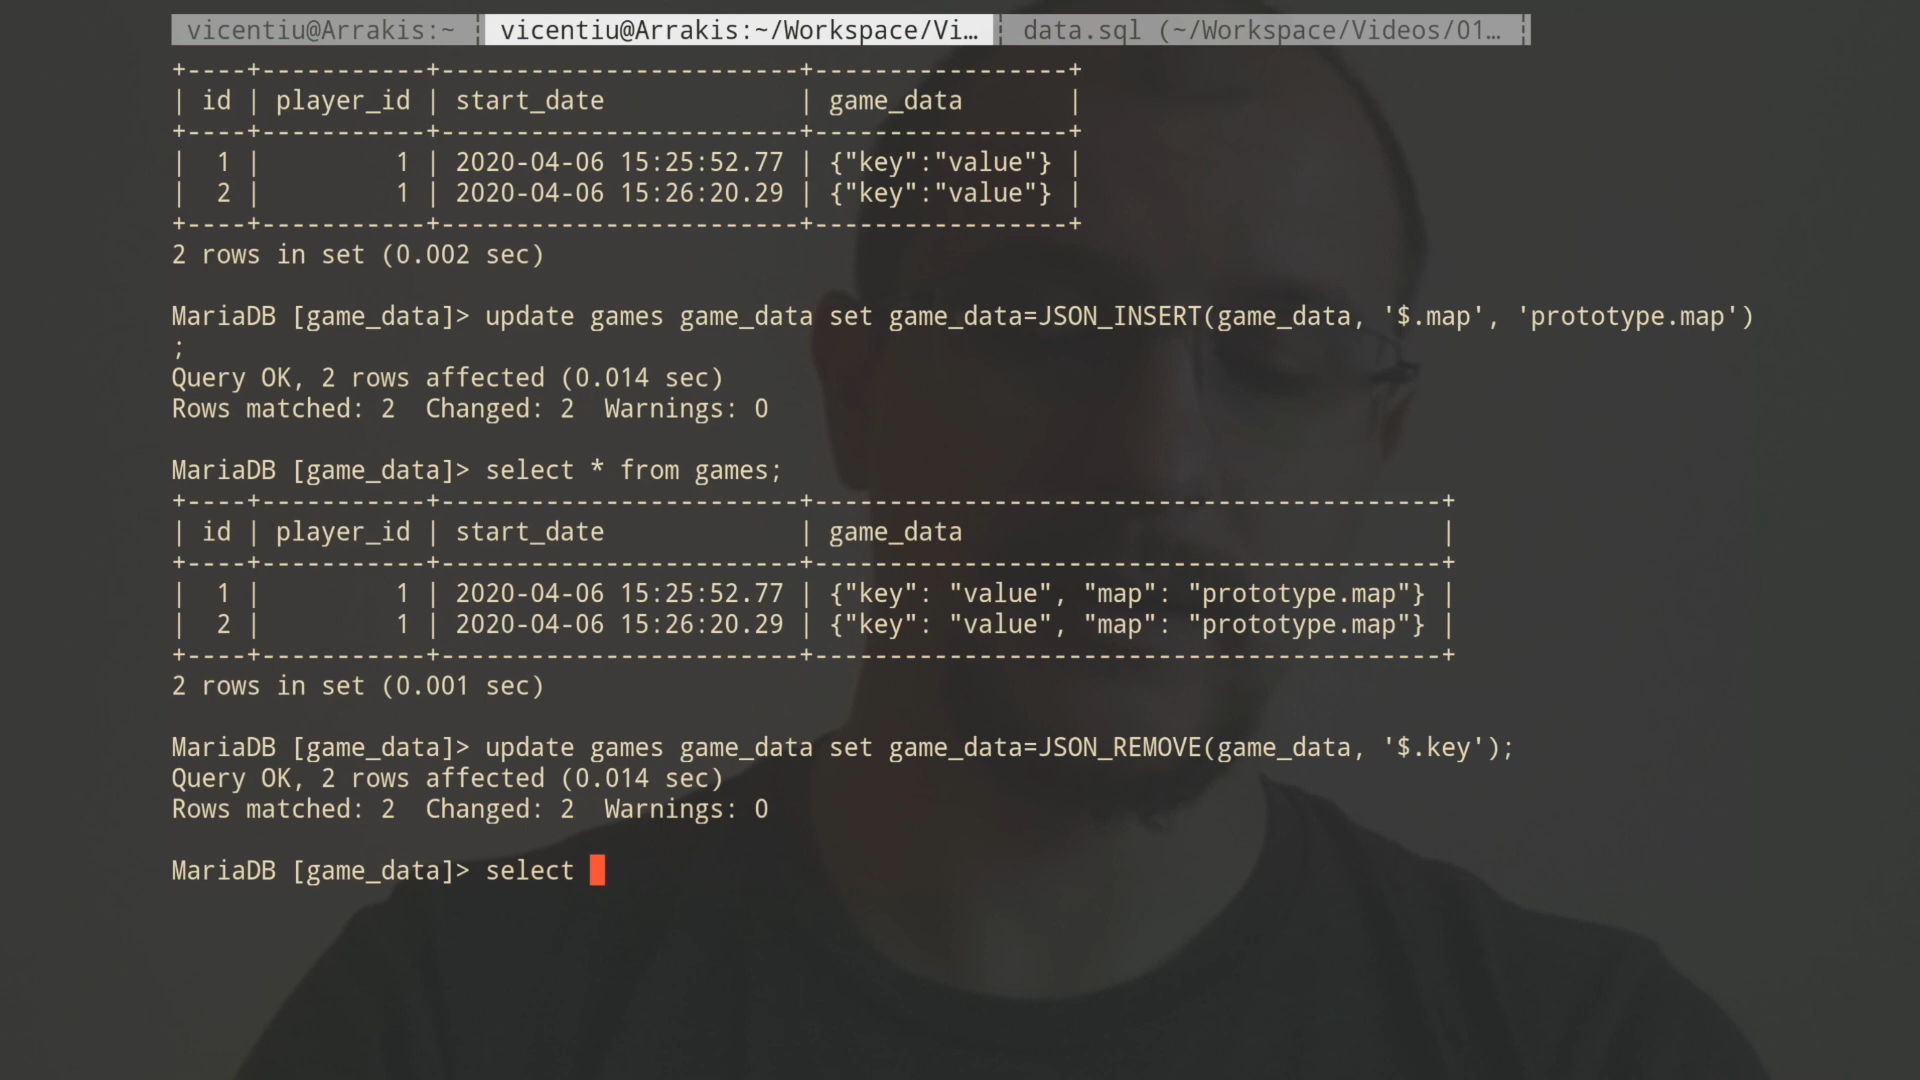 vicentiu@Arrakis:~ ¦ vicentiu@Arrakis:~/Workspace/Vi… ¦ data.sql (~/Workspace/Videos/01… ¦
+----+-----------+------------------------+-----------------+
| id | player_id | start_date             | game_data       |
+----+-----------+------------------------+-----------------+
|  1 |         1 | 2020-04-06 15:25:52.77 | {"key":"value"} |
|  2 |         1 | 2020-04-06 15:26:20.29 | {"key":"value"} |
+----+-----------+------------------------+-----------------+
2 rows in set (0.002 sec)
MariaDB [game_data]> update games game_data set game_data=JSON_INSERT(game_data, '$.map', 'prototype.map')
;
Query OK, 2 rows affected (0.014 sec)
Rows matched: 2  Changed: 2  Warnings: 0
MariaDB [game_data]> select * from games;
+----+-----------+------------------------+------------------------------------------+
| id | player_id | start_date             | game_data                                |
+----+-----------+------------------------+------------------------------------------+
|  1 |         1 | 2020-04-06 15:25:52.77 | {"key": "value", "map": "prototype.map"} |
|  2 |         1 | 2020-04-06 15:26:20.29 | {"key": "value", "map": "prototype.map"} |
+----+-----------+------------------------+------------------------------------------+
2 rows in set (0.001 sec)
MariaDB [game_data]> update games game_data set game_data=JSON_REMOVE(game_data, '$.key');
Query OK, 2 rows affected (0.014 sec)
Rows matched: 2  Changed: 2  Warnings: 0
MariaDB [game_data]> select